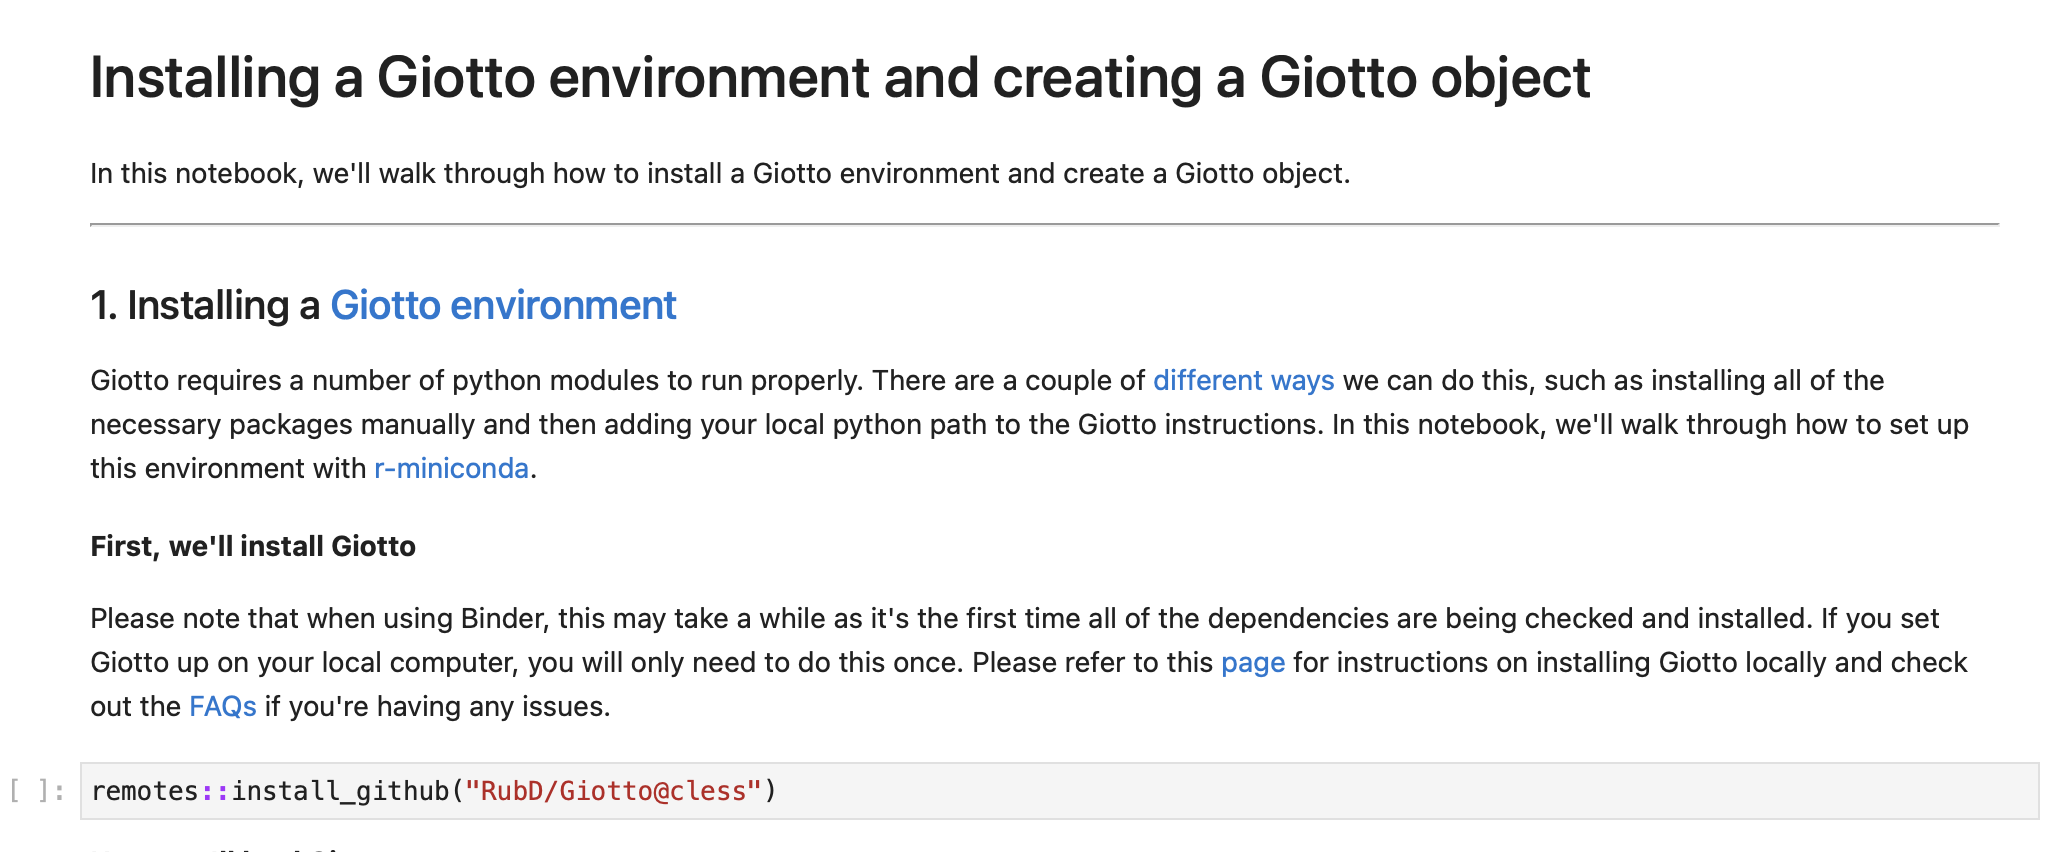 Installing a Giotto environment and creating a Giotto object
In this notebook, we'll walk through how to install a Giotto environment and create a Giotto object.
1. Installing a Giotto environment
Giotto requires a number of python modules to run properly. There are a couple of different ways we can do this, such as installing all of the
necessary packages manually and then adding your local python path to the Giotto instructions. In this notebook, we'll walk through how to set up
this environment with r-miniconda.
First, we'll install Giotto
Please note that when using Binder, this may take a while as it's the first time all of the dependencies are being checked and installed. If you set
Giotto up on your local computer, you will only need to do this once. Please refer to this page for instructions on installing Giotto locally and check
out the FAQs if you're having any issues.
[ ]: remotes::install_github("RubD/Giotto@cless")